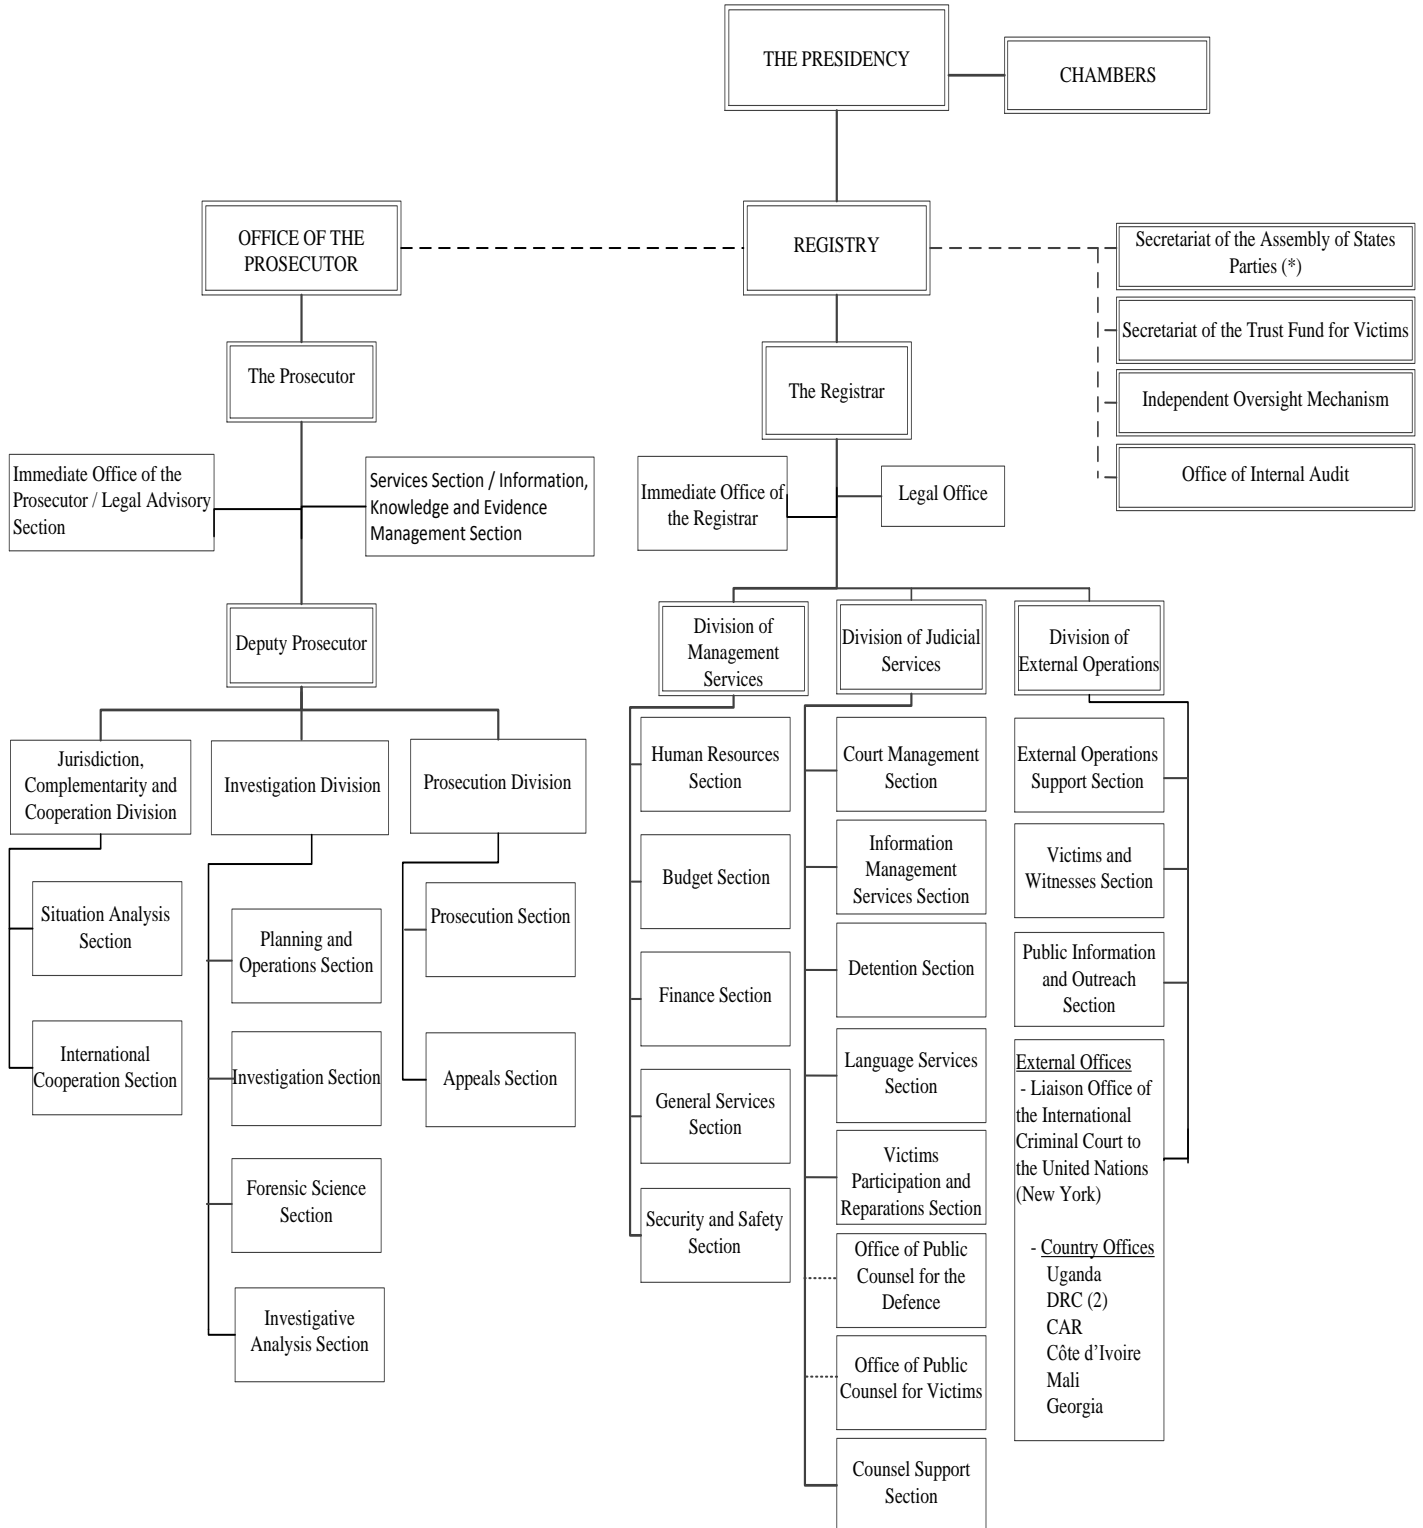 THE PRESIDENCY
CHAMBERS
OFFICE OF THE
PROSECUTOR
REGISTRY
Secretariat of the Assembly of States
Parties (*)
Secretariat of the Trust Fund for Victims
Independent Oversight Mechanism
Office of Internal Audit
The Prosecutor
The Registrar
Immediate Office of the
Prosecutor / Legal Advisory
Section
Services Section / Information,
Knowledge and Evidence
Management Section
Immediate Office of
the Registrar
Legal Office
Deputy Prosecutor
Division of
Management
Services
Division of Judicial
Services
Division of
External Operations
Jurisdiction,
Complementarity and
Cooperation Division
Investigation Division
Prosecution Division
Situation Analysis
Section
International
Cooperation Section
Planning and
Operations Section
Investigation Section
Forensic Science
Section
Investigative
Analysis Section
Prosecution Section
Appeals Section
Human Resources
Section
Budget Section
Finance Section
General Services
Section
Security and Safety
Section
Court Management
Section
Information
Management
Services Section
Detention Section
Language Services
Section
Victims
Participation and
Reparations Section
Office of Public
Counsel for the
Defence
Office of Public
Counsel for Victims
Counsel Support
Section
External Operations
Support Section
Victims and
Witnesses Section
Public Information
and Outreach
Section
External Offices
- Liaison Office of
the International
Criminal Court to
the United Nations
(New York)
- Country Offices
Uganda
DRC (2)
CAR
Côte d’Ivoire
Mali
Georgia